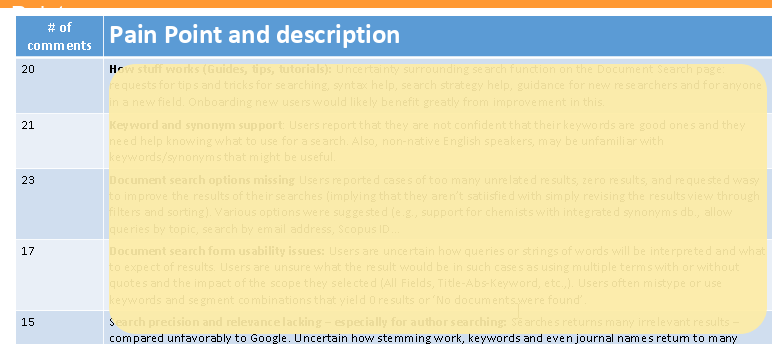 # of
comments
Pain Point and description
20
How stuff works (Guides, tips, tutorials): Uncertainty surrounding search function on the Document Search page:
requests for tips and tricks for searching, syntax help, search strategy help, guidance for new researchers and for anyone
in a new field. Onboarding new users would likely benefit greatly from improvement in this.
21
Keyword and synonym support: Users report that they are not confident that their keywords are good ones and they
need help knowing what to use for a search. Also, non-native English speakers, may be unfamiliar with
keywords/synonyms that might be useful.
23
Document search options missing: Users reported cases of too many unrelated results, zero results, and requested way
to improve the results of their searches (implying that they aren't satisfied with simply revising the results view through
filters and sorting). Various options were suggested (e.g., support for chemists with integrated synonyms db, allow
queries by topic, search by email address, Scopus ID...
17
Document search form usability issues: Users are uncertain how queries or strings of words will be interpreted and what
to expect of results. Users are unsure what the result would be in such cases as using multiple terms with or without
quotes and the impact of the scope they selected (All Fields, Title-Abs-Keyword, etc.,). Users often mistype or use
keywords and segment combinations that yield 0 results or "No documents were found".
15
Search precision and relevance lacking – especially for author searching: Searches returns many irrelevant results –
compared unfavorably to Google. Uncertain how stemming work, keywords and even journal names return to many